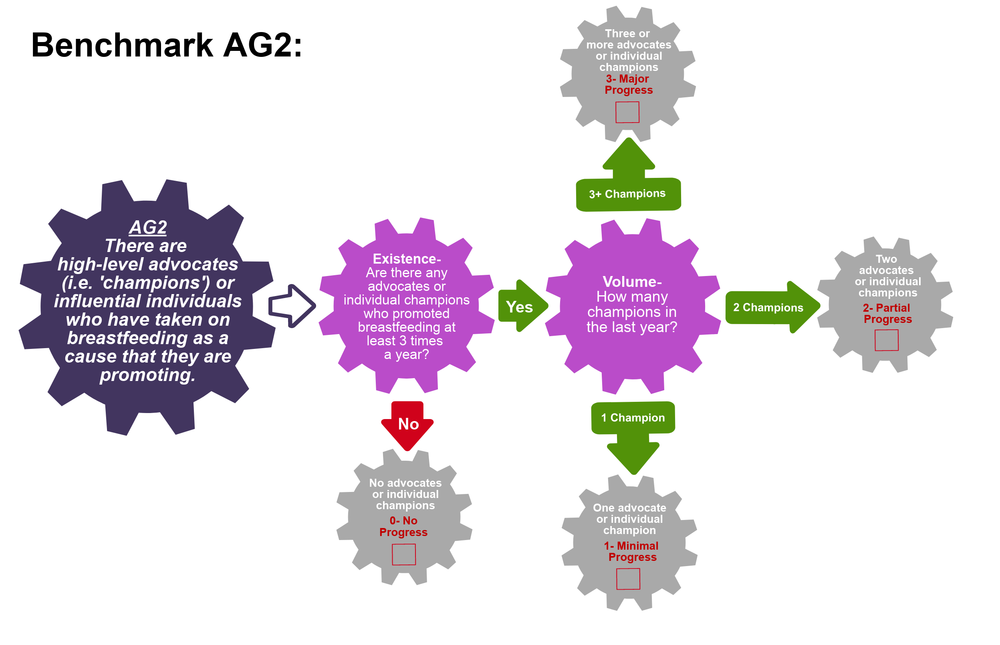 Benchmark AG2:
AG2
There are
high-level advocates
(i.e. 'champions') or
influential individuals
who have taken on
breastfeeding as a
cause that they are
promoting.
Existence-
Are there any
advocates or
individual champions
who promoted
breastfeeding at
least 3 times
a year?
No
No advocates
or individual
champions
0- No
Progress
Yes
Volume-
How many
champions in
the last year?
3+ Champions
Three or
more advocates
or individual
champions
3- Major
Progress
2 Champions
Two
advocates
or individual
champions
2- Partial
Progress
1 Champion
One advocate
or individual
champion
1- Minimal
Progress